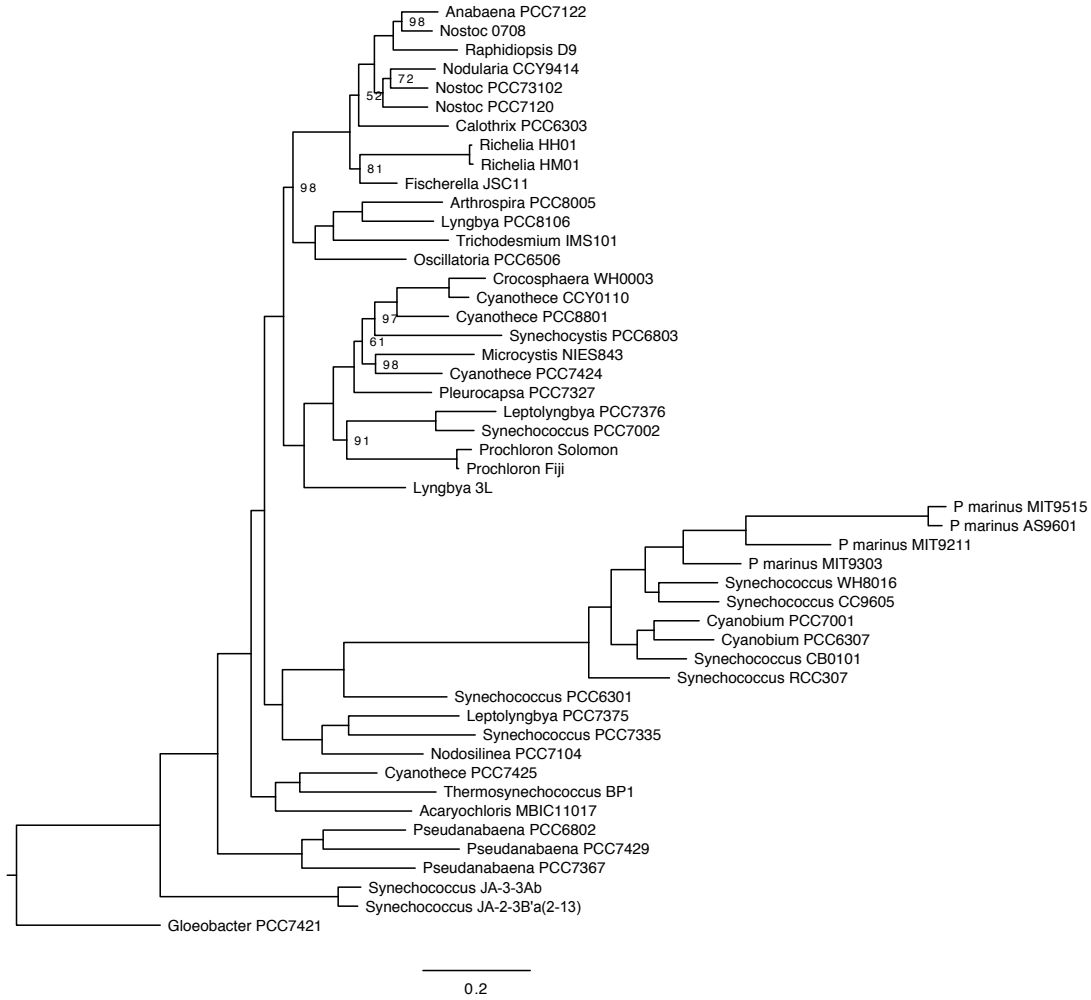 Anabaena PCC7122
98
Nostoc 0708
Raphidiopsis D9
Nodularia CCY9414
72
Nostoc PCC73102
52
Nostoc PCC7120
Calothrix PCC6303
Richelia HH01
Richelia HM01
81
Fischerella JSC11
98
Arthrospira PCC8005
Lyngbya PCC8106
Trichodesmium IMS101
Oscillatoria PCC6506
Crocosphaera WH0003
Cyanothece CCY0110
97
Cyanothece PCC8801
Synechocystis PCC6803
61
Microcystis NIES843
98
Cyanothece PCC7424
Pleurocapsa PCC7327
Leptolyngbya PCC7376
Synechococcus PCC7002
91
Prochloron Solomon
Prochloron Fiji
Lyngbya 3L
P marinus MIT9515
P marinus AS9601
P marinus MIT9211
P marinus MIT9303
Synechococcus WH8016
Synechococcus CC9605
Cyanobium PCC7001
Cyanobium PCC6307
Synechococcus CB0101
Synechococcus RCC307
Synechococcus PCC6301
Leptolyngbya PCC7375
Synechococcus PCC7335
Nodosilinea PCC7104
Cyanothece PCC7425
Thermosynechococcus BP1
Acaryochloris MBIC11017
Pseudanabaena PCC6802
Pseudanabaena PCC7429
Pseudanabaena PCC7367
Synechococcus JA-3-3Ab
Synechococcus JA-2-3B'a(2-13)
Gloeobacter PCC7421
0.2